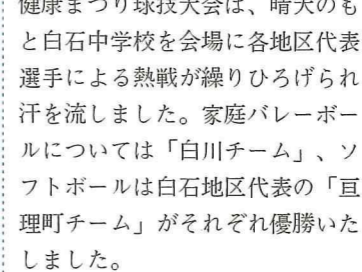 健康まつり球技大会は、晴天のも
と白石中学校を会場に各地区代表
選手による熱戦が繰りひろげられ
汗を流しました。家庭バレーボー
ルについては「白川チーム」、ソ
フトボールは白石地区代表の「亘
理町チーム」がそれぞれ優勝いた
しました。